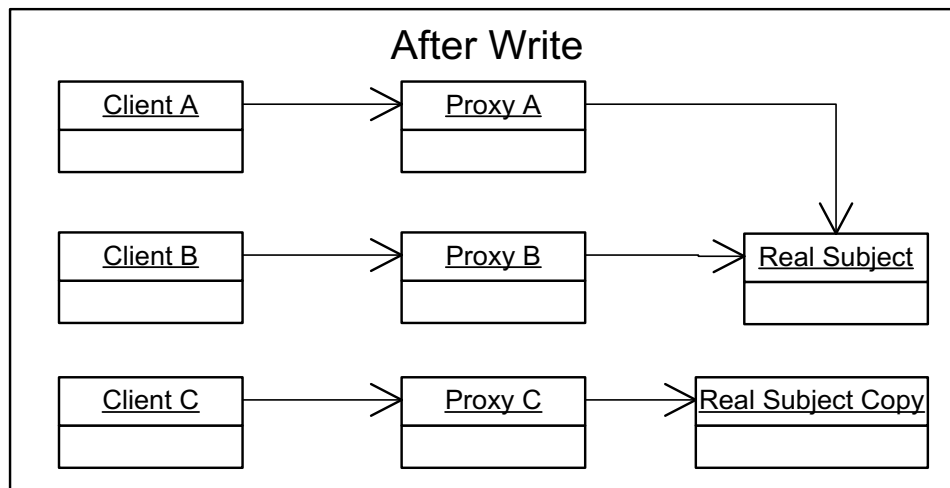 After Write
Client A
Proxy A
Client B
Proxy B
Real Subject
Client C
Proxy C
Real Subject Copy